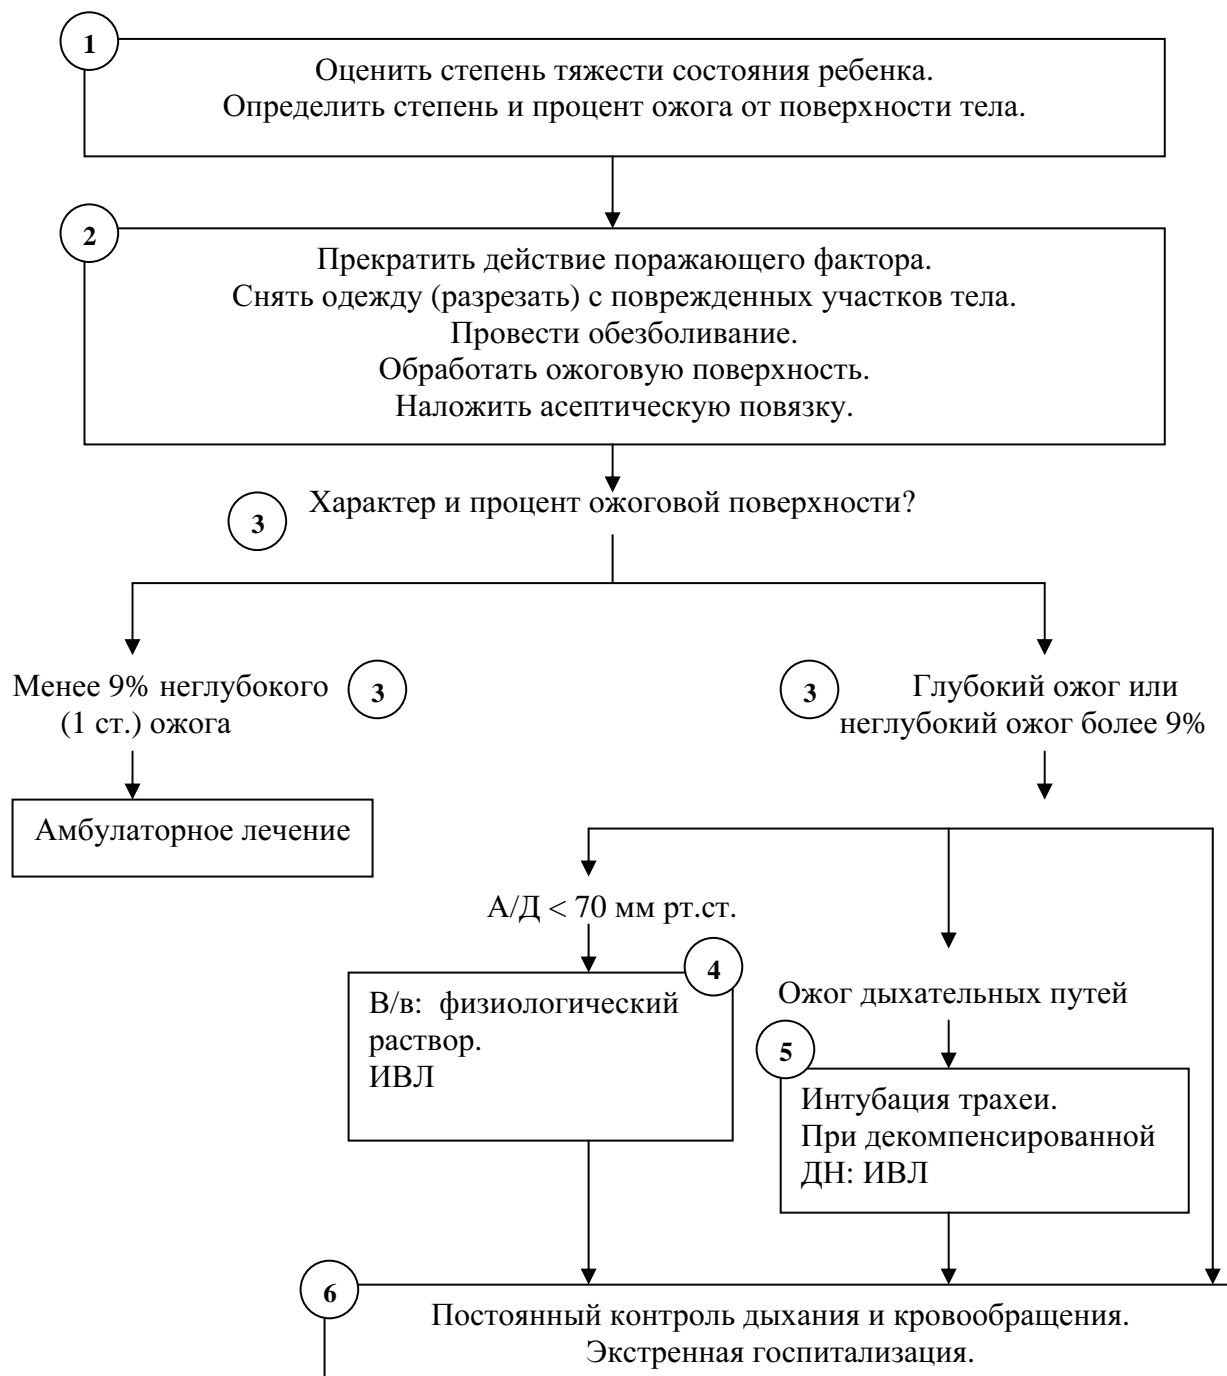 1
Оценить степень тяжести состояния ребенка.
Определить степень и процент ожога от поверхности тела.
2
Прекратить действие поражающего фактора.
Снять одежду (разрезать) с поврежденных участков тела.
Провести обезболивание.
Обработать ожоговую поверхность.
Наложить асептическую повязку.
3
Характер и процент ожоговой поверхности?
Менее 9% неглубокого
(1 ст.) ожога
3
3
Глубокий ожог или
неглубокий ожог более 9%
Амбулаторное лечение
А/Д < 70 мм рт.ст.
4
В/в: физиологический
раствор.
ИВЛ
Ожог дыхательных путей
5
Интубация трахеи.
При декомпенсированной
ДН: ИВЛ
6
Постоянный контроль дыхания и кровообращения.
Экстренная госпитализация.